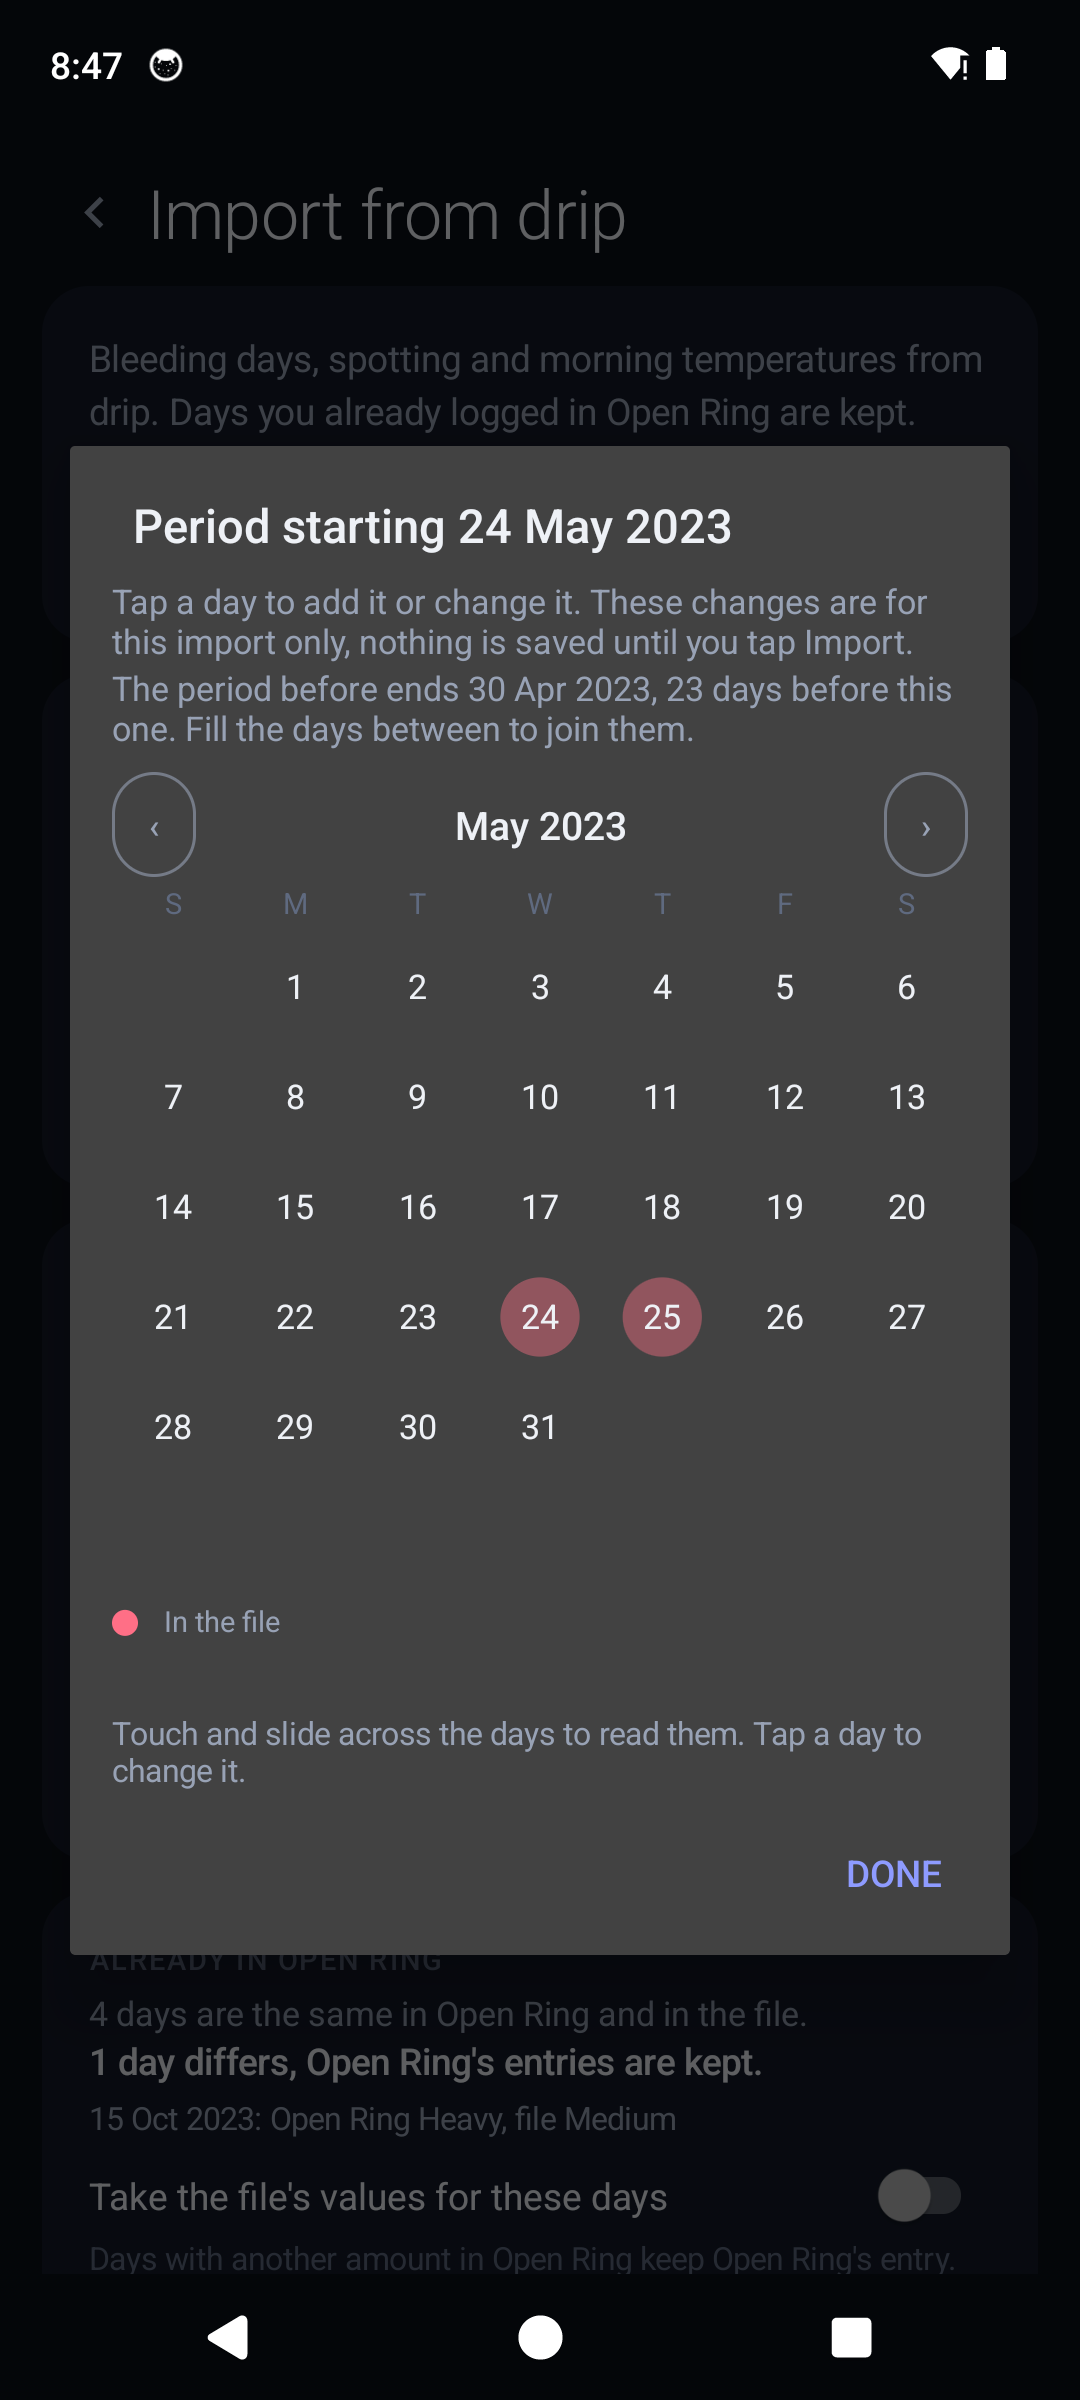 8:47
Import from drip
Bleeding days, spotting and morning temperatures from
drip. Days you already logged in Open Ring are kept.
Period starting 24 May 2023
Tap a day to add it or change it. These changes are for
this import only, nothing is saved until you tap Import.
The period before ends 30 Apr 2023, 23 days before this
one. Fill the days between to join them.
‹ May 2023 ›
S M T W T F S
1 2 3 4 5 6
7 8 9 10 11 12 13
14 15 16 17 18 19 20
21 22 23 24 25 26 27
28 29 30 31
In the file
Touch and slide across the days to read them. Tap a day to
change it.
DONE
ALREADY IN OPEN RING
4 days are the same in Open Ring and in the file.
1 day differs, Open Ring's entries are kept.
15 Oct 2023: Open Ring Heavy, file Medium
Take the file's values for these days
Days with another amount in Open Ring keep Open Ring's entry.